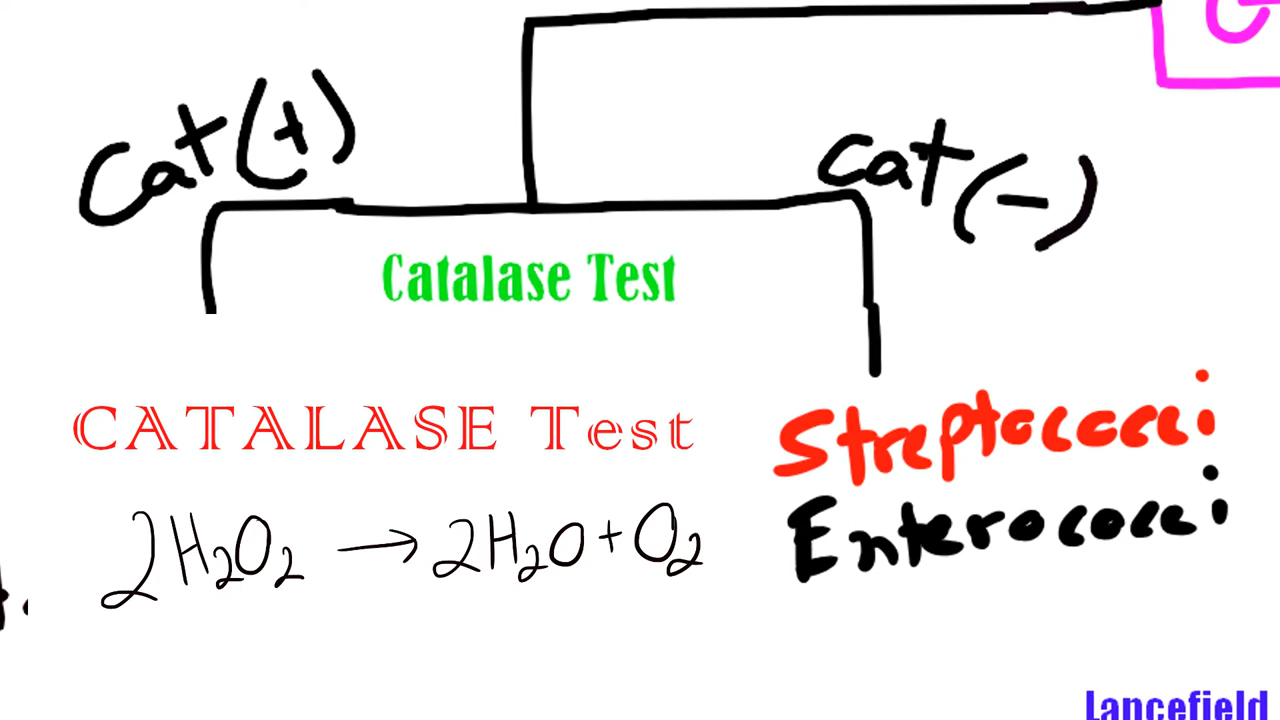 Cat (+)
Cat (-)
Catalase Test
CATALASE Test
Streptococci
Enterococci
2H₂O₂ → 2H₂O + O₂
Lancefield